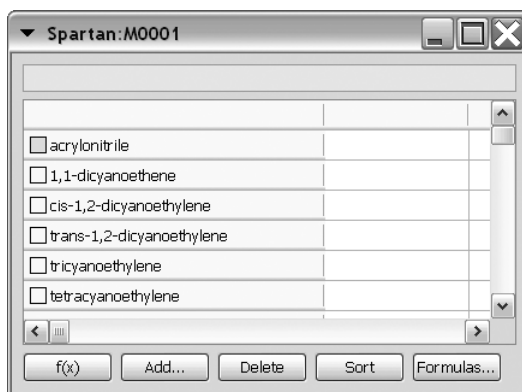 Spartan:M0001
acrylonitrile
1,1-dicyanoethene
cis-1,2-dicyanoethylene
trans-1,2-dicyanoethylene
tricyanoethylene
tetracyanoethylene
f(x) Add... Delete Sort Formulas...